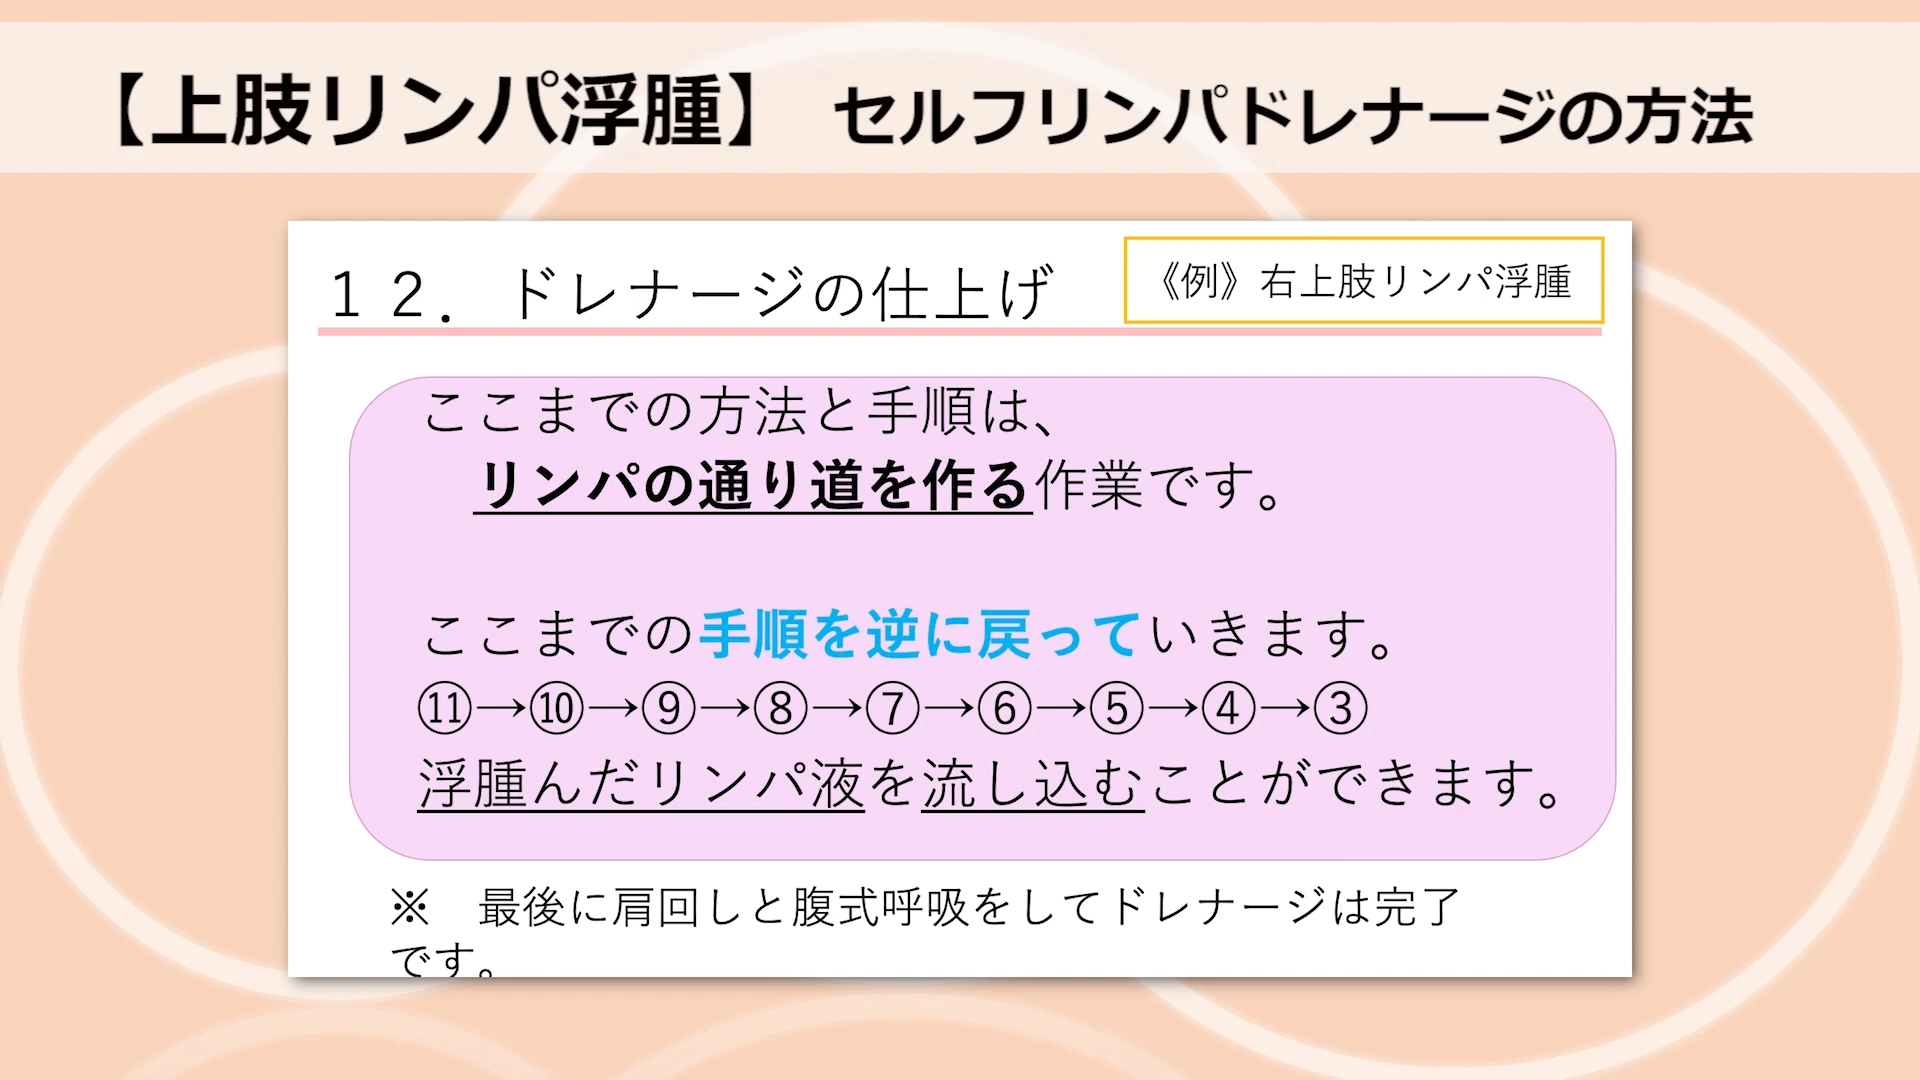 【上肢リンパ浮腫】 セルフリンパドレナージの方法
１２．ドレナージの仕上げ
《例》右上肢リンパ浮腫
ここまでの方法と手順は、
リンパの通り道を作る作業です。
ここまでの手順を逆に戻っていきます。
⑪→⑩→⑨→⑧→⑦→⑥→⑤→④→③
浮腫んだリンパ液を流し込むことができます。
※　最後に肩回しと腹式呼吸をしてドレナージは完了
です。